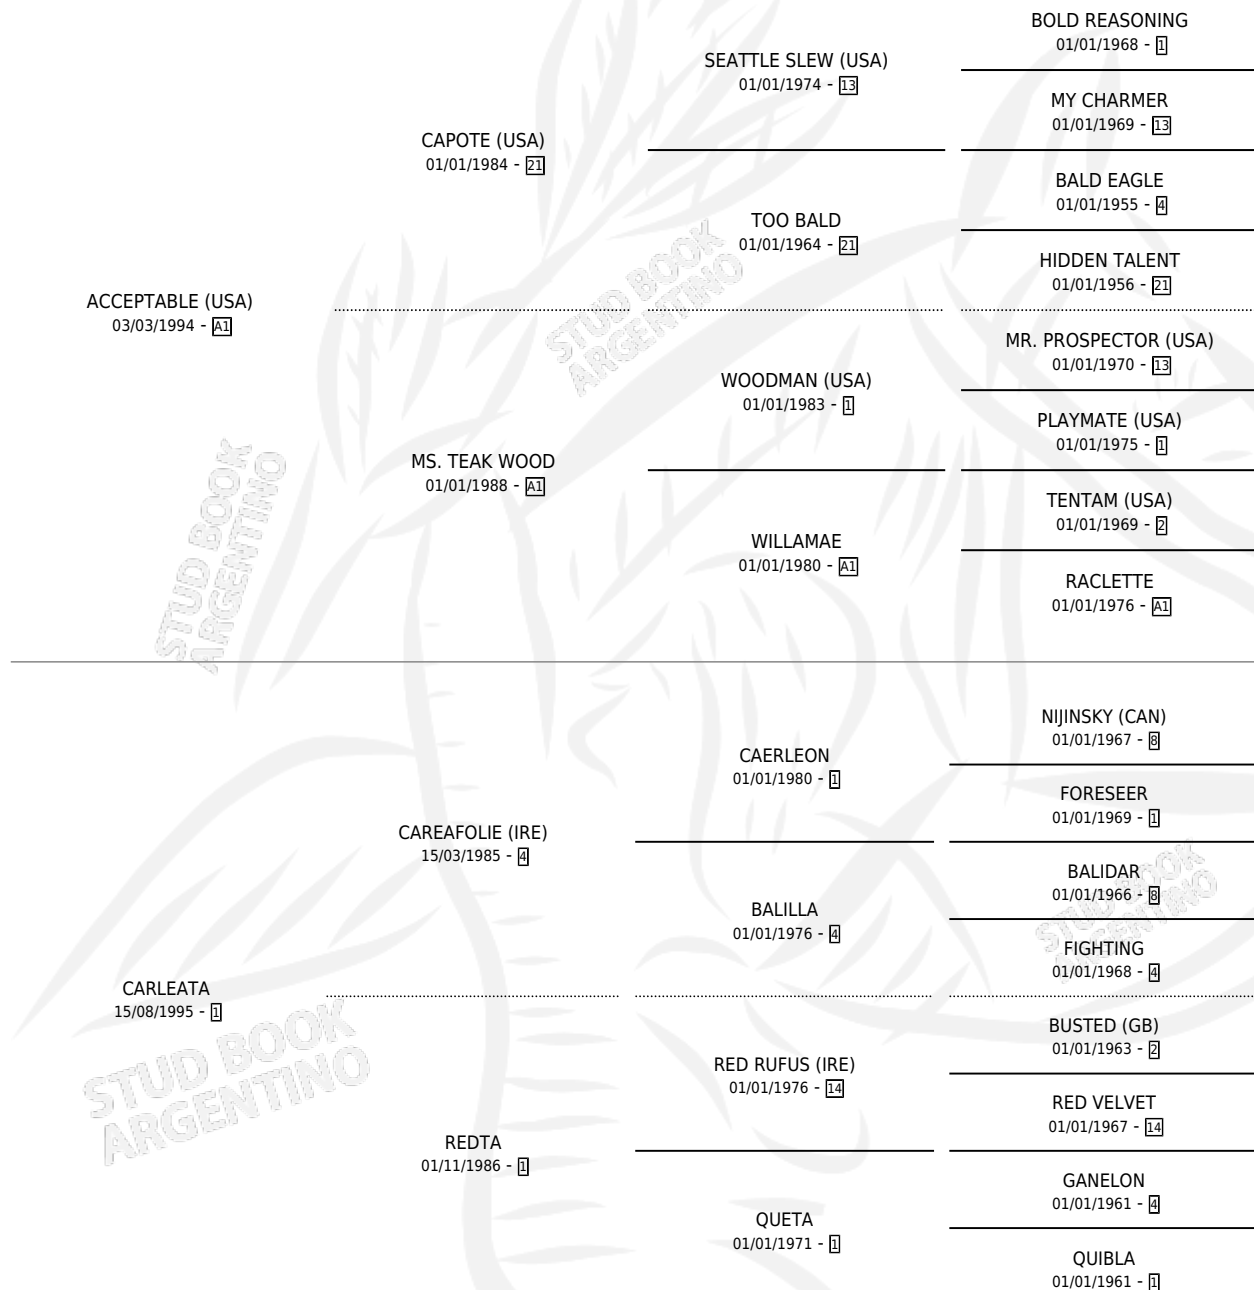 BOLD REASONING
01/01/1968 - 1
SEATTLE SLEW (USA)
01/01/1974 - 13
MY CHARMER
01/01/1969 - 13
CAPOTE (USA)
01/01/1984 - 21
BALD EAGLE
01/01/1955 - 4
TOO BALD
01/01/1964 - 21
HIDDEN TALENT
01/01/1956 - 21
ACCEPTABLE (USA)
03/03/1994 - A1
STUD BOOK
ARGENTINO
MR. PROSPECTOR (USA)
01/01/1970 - 13
WOODMAN (USA)
01/01/1983 - 1
PLAYMATE (USA)
01/01/1975 - 1
MS. TEAK WOOD
01/01/1988 - A1
TENTAM (USA)
01/01/1969 - 2
WILLAMAE
01/01/1980 - A1
RACLETTE
01/01/1976 - A1
STUD BOOK
ARGENTINO
NIJINSKY (CAN)
01/01/1967 - 8
CAERLEON
01/01/1980 - 1
FORESEER
01/01/1969 - 1
CAREAFOLIE (IRE)
15/03/1985 - 4
BALIDAR
01/01/1966 - 8
BALILLA
01/01/1976 - 4
FIGHTING
01/01/1968 - 4
STUD BOOK
ARGENTINO
CARLEATA
15/08/1995 - 1
STUD BOOK
ARGENTINO
BUSTED (GB)
01/01/1963 - 2
RED RUFUS (IRE)
01/01/1976 - 14
RED VELVET
01/01/1967 - 14
REDTA
01/11/1986 - 1
GANELON
01/01/1961 - 4
QUETA
01/01/1971 - 1
QUIBLA
01/01/1961 - 1